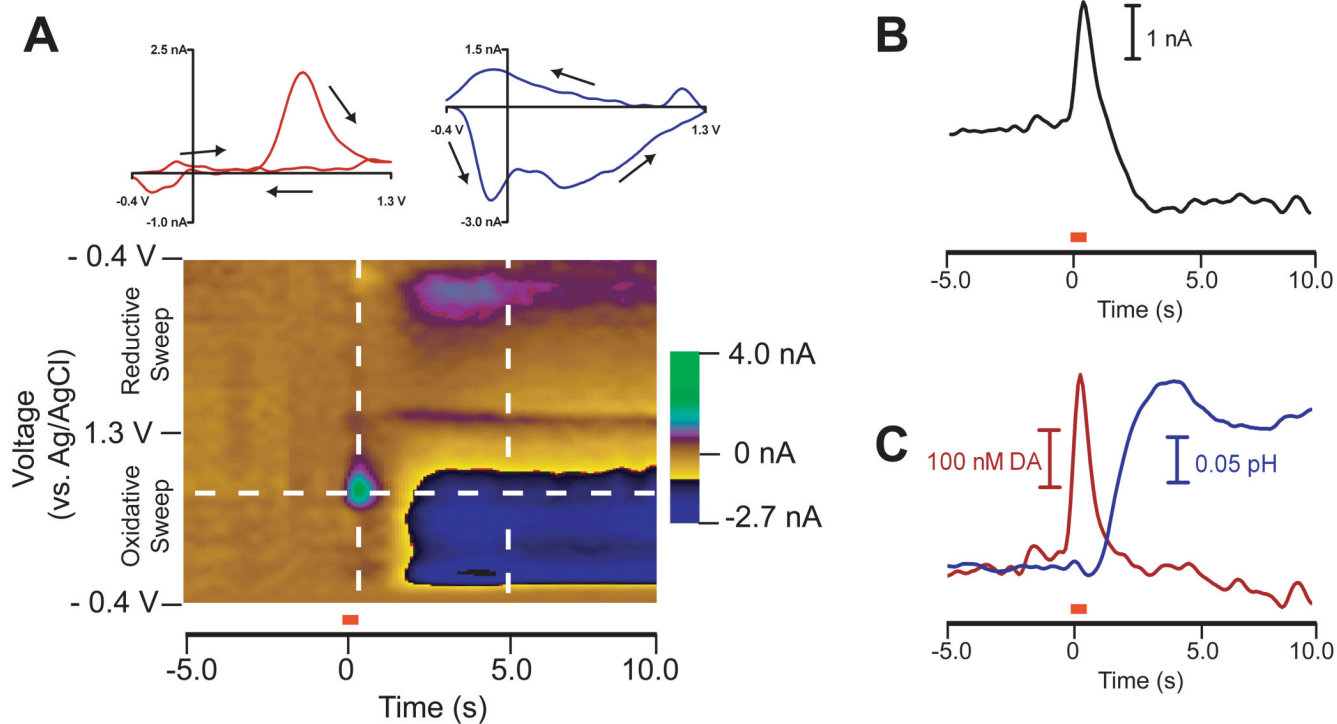 A
2.5 nA
-0.4 V
1.3 V
-1.0 nA
1.5 nA
-0.4 V
1.3 V
-3.0 nA
Voltage
(vs. Ag/AgCl)
Reductive
Sweep
Oxidative
Sweep
- 0.4 V
1.3 V
- 0.4 V
4.0 nA
0 nA
-2.7 nA
-5.0
0
5.0
10.0
Time (s)
B
1 nA
-5.0
0
5.0
10.0
Time (s)
C
100 nM DA
0.05 pH
-5.0
0
5.0
10.0
Time (s)